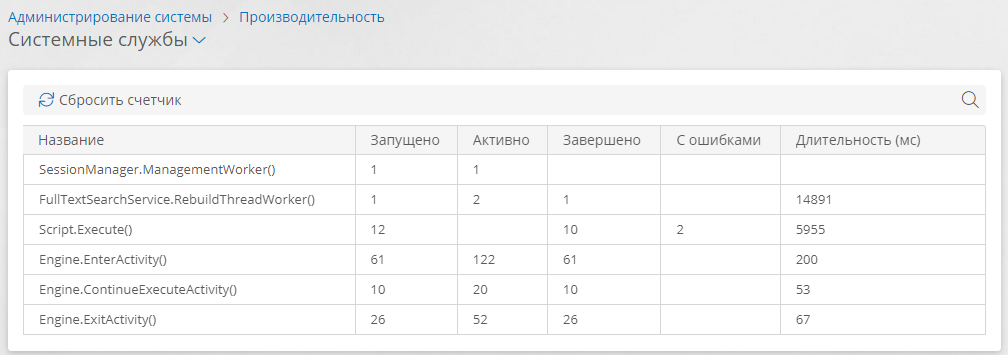 Администрирование системы > Производительность
Системные службы
Сбросить счетчик
Название Запущено Активно Завершено С ошибками Длительность (мс)
SessionManager.ManagementWorker() 1 1
FullTextSearchService.RebuildThreadWorker() 1 2 1 14891
Script.Execute() 12 10 2 5955
Engine.EnterActivity() 61 122 61 200
Engine.ContinueExecuteActivity() 10 20 10 53
Engine.ExitActivity() 26 52 26 67